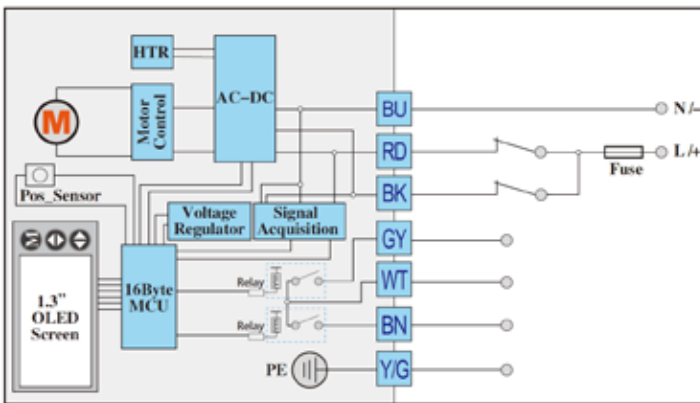 HTR
AC-DC
M
Motor
Control
BU
N/-
RD
L/+
Fuse
BK
Pos_Sensor
Voltage
Regulator
Signal
Acquisition
GY
1.3"
OLED
Screen
16Byte
MCU
Relay
WT
Relay
BN
PE
Y/G